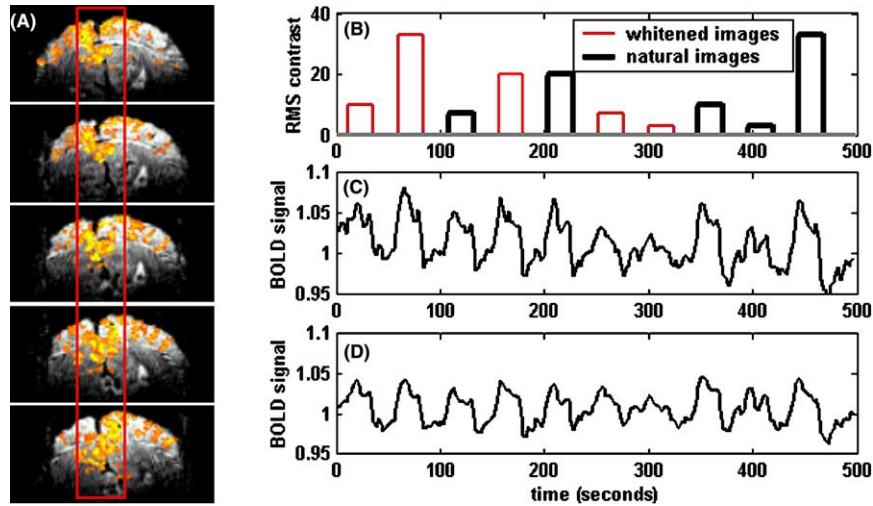 (A)
(B)
whitened images
natural images
RMS contrast
40
20
0
0 100 200 300 400 500
(C)
BOLD signal
1.1
1.05
1
0.95
0 100 200 300 400 500
(D)
BOLD signal
1.1
1.05
1
0.95
0 100 200 300 400 500
time (seconds)